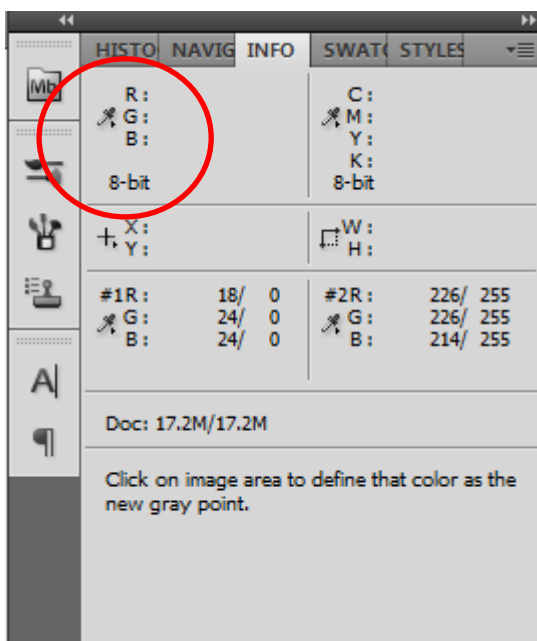 HISTO NAVIG INFO SWAT STYLES
Mb
R: C:
G: M:
B: Y:
K:
8-bit 8-bit
X: W:
Y: H:
#1R: 18/ 0 #2R: 226/ 255
G: 24/ 0 G: 226/ 255
B: 24/ 0 B: 214/ 255
A
Doc: 17.2M/17.2M
Click on image area to define that color as the
new gray point.